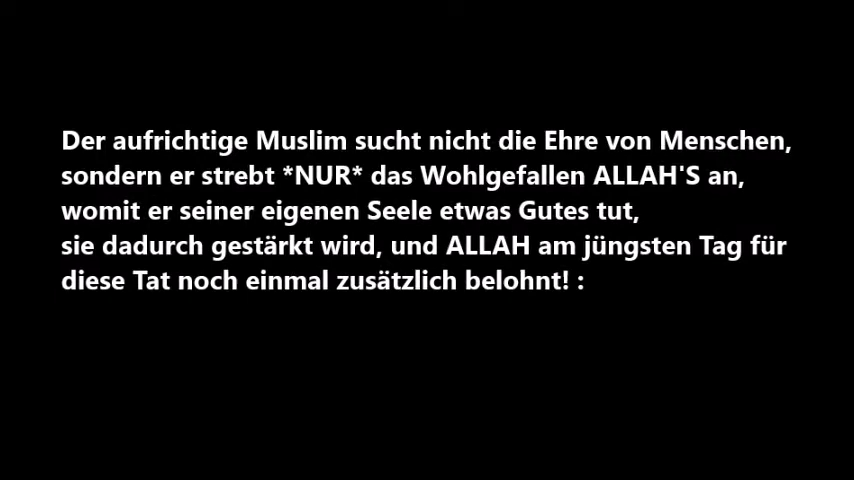 Der aufrichtige Muslim sucht nicht die Ehre von Menschen,
sondern er strebt *NUR* das Wohlgefallen ALLAH'S an,
womit er seiner eigenen Seele etwas Gutes tut,
sie dadurch gestärkt wird, und ALLAH am jüngsten Tag für
diese Tat noch einmal zusätzlich belohnt! :